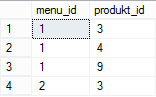 menu_id produkt_id
1 1 3
2 1 4
3 1 9
4 2 3